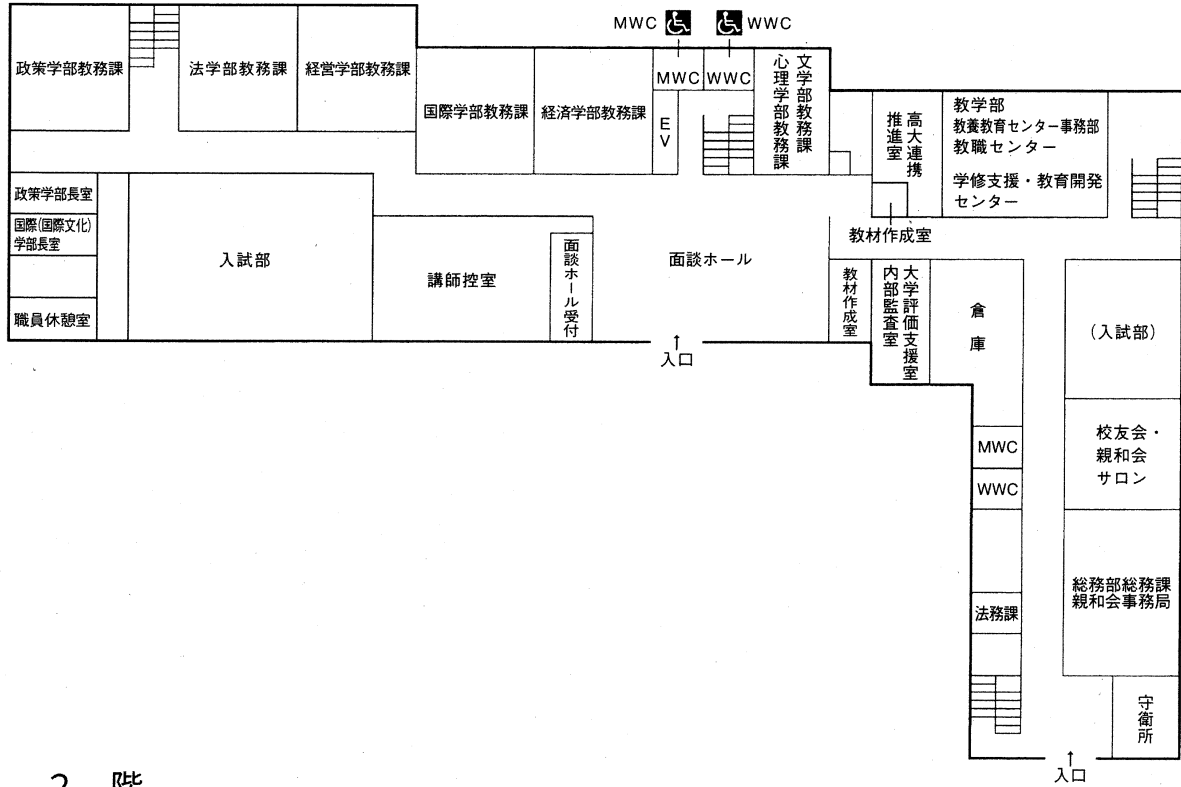 MWC
WWC
政策学部教務課
法学部教務課
経営学部教務課
国際学部教務課
経済学部教務課
MWC
WWC
EV
文学部教務課
心理学部教務課
高大連携
推進室
教学部
教養教育センター事務部
教職センター
学修支援・教育開発
センター
教材作成室
政策学部長室
国際(国際文化)
学部長室
職員休憩室
入試部
講師控室
面談ホール受付
面談ホール
入口
教材作成室
大学評価支援室
内部監査室
倉庫
(入試部)
MWC
WWC
校友会・
親和会
サロン
法務課
総務部総務課
親和会事務局
守衛所
入口
2 階